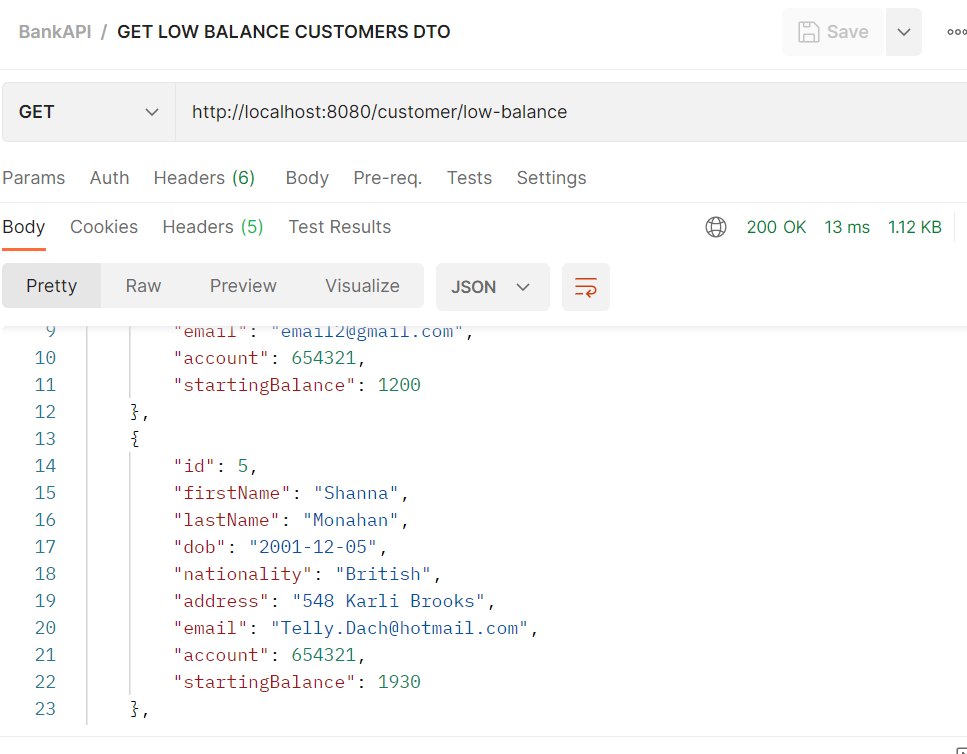 BankAPI / GET LOW BALANCE CUSTOMERS DTO Save
GET http://localhost:8080/customer/low-balance
Params Auth Headers (6) Body Pre-req. Tests Settings
Body Cookies Headers (5) Test Results 200 OK 13 ms 1.12 KB
Pretty Raw Preview Visualize JSON
9 "email": "email2@gmail.com",
10 "account": 654321,
11 "startingBalance": 1200
12 },
13 {
14 "id": 5,
15 "firstName": "Shanna",
16 "lastName": "Monahan",
17 "dob": "2001-12-05",
18 "nationality": "British",
19 "address": "548 Karli Brooks",
20 "email": "Telly.Dach@hotmail.com",
21 "account": 654321,
22 "startingBalance": 1930
23 },